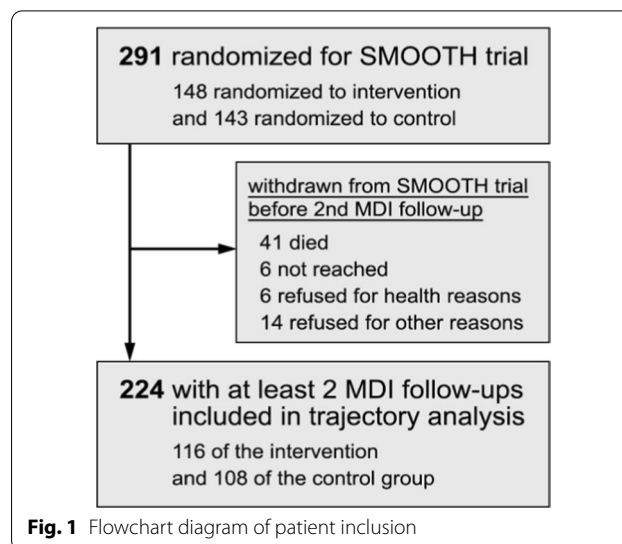 291 randomized for SMOOTH trial
148 randomized to intervention
and 143 randomized to control
withdrawn from SMOOTH trial
before 2nd MDI follow-up
41 died
6 not reached
6 refused for health reasons
14 refused for other reasons
224 with at least 2 MDI follow-ups
included in trajectory analysis
116 of the intervention
and 108 of the control group
Fig. 1 Flowchart diagram of patient inclusion